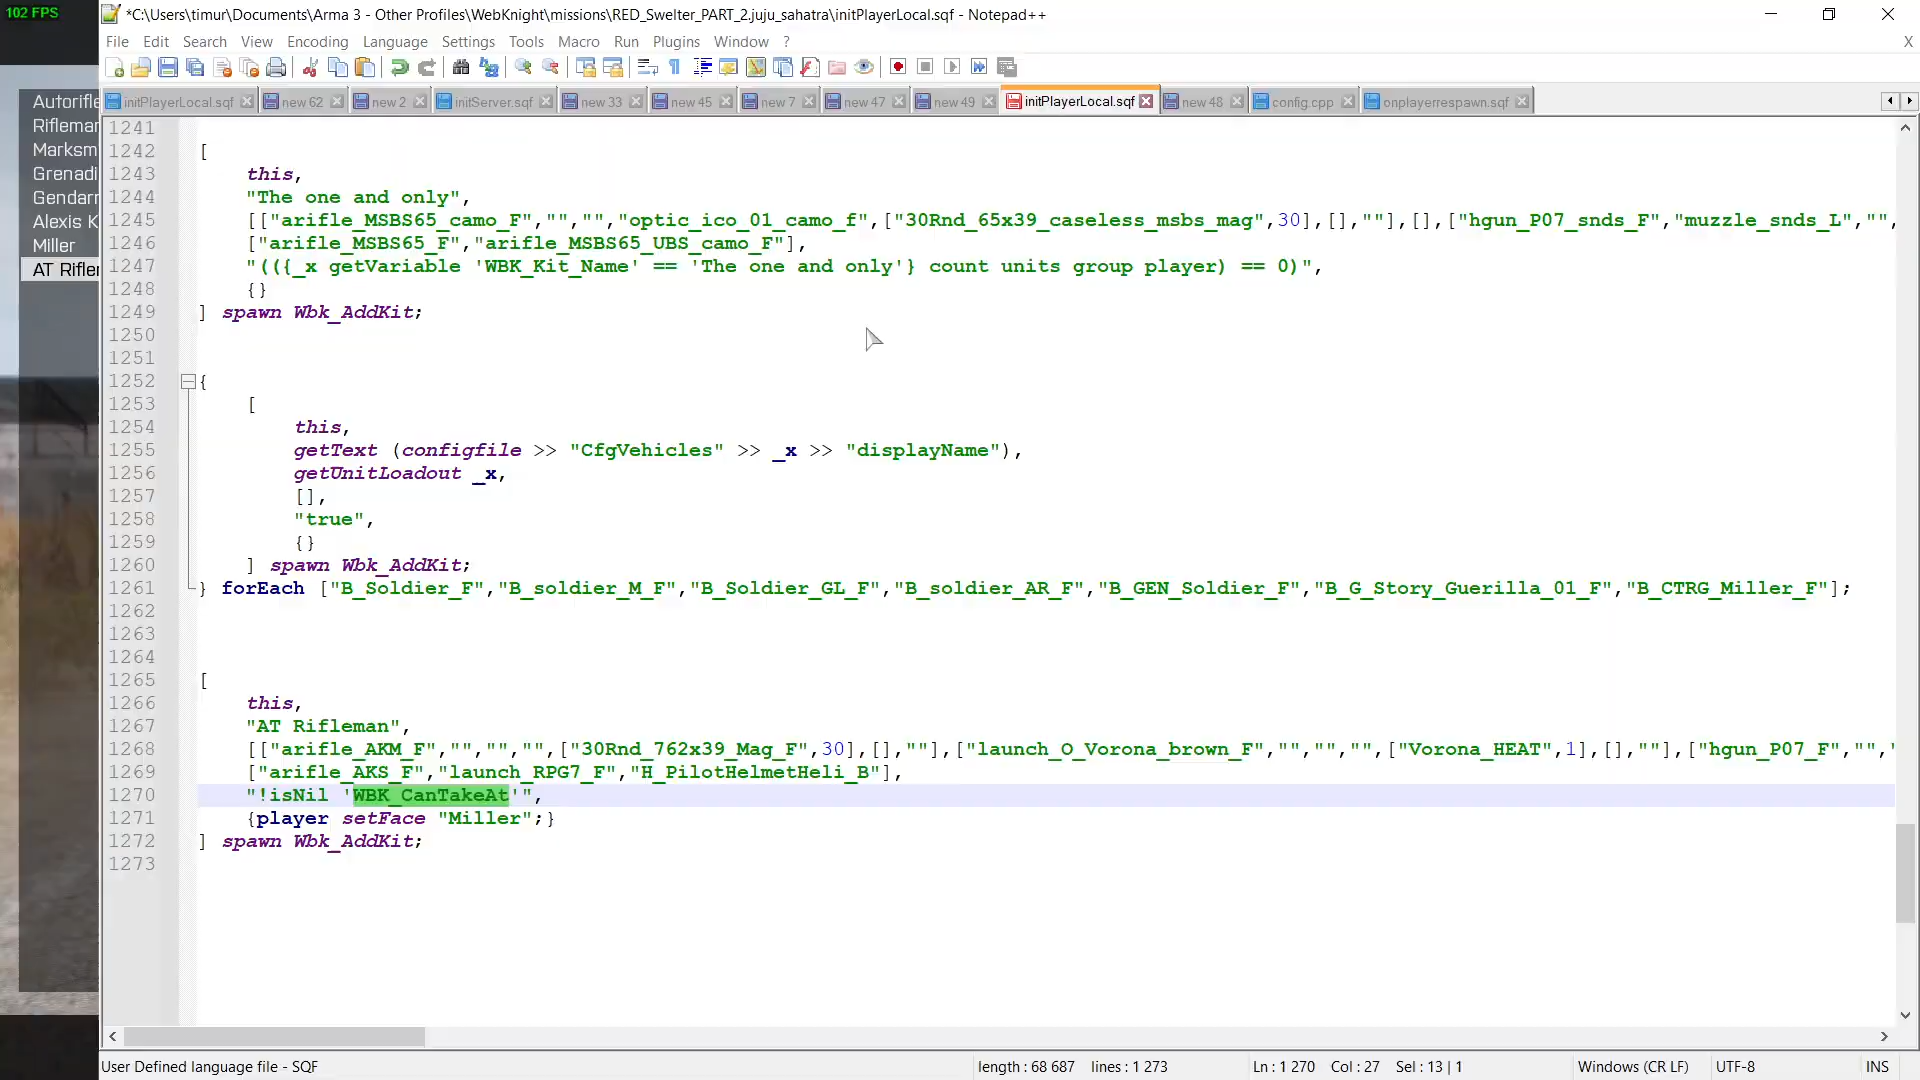 102 FPS
*C:\Users\timur\Documents\Arma 3 - Other Profiles\WebKnight\missions\RED_Swelter_PART_2.juju_sahatra\initPlayerLocal.sqf - Notepad++
File Edit Search View Encoding Language Settings Tools Macro Run Plugins Window ? X
initPlayerLocal.sqf new 62 new 2 initServer.sqf new 33 new 45 new 7 new 47 new 49 initPlayerLocal.sqf new 48 config.cpp onplayerrespawn.sqf
Autorifle
Rifleman
Marksm
Grenadi
Gendarm
Alexis K
Miller
AT Rifler
1241
1242 [
1243 this,
1244 "The one and only",
1245 [["arifle_MSBS65_camo_F","","","optic_ico_01_camo_f",["30Rnd_65x39_caseless_msbs_mag",30],[],""],[],["hgun_P07_snds_F","muzzle_snds_L","",
1246 ["arifle_MSBS65_F","arifle_MSBS65_UBS_camo_F"],
1247 "(({_x getVariable 'WBK_Kit_Name' == 'The one and only'} count units group player) == 0)",
1248 {}
1249 ] spawn Wbk_AddKit;
1250
1251
1252 {
1253 [
1254 this,
1255 getText (configfile >> "CfgVehicles" >> _x >> "displayName"),
1256 getUnitLoadout _x,
1257 [],
1258 "true",
1259 {}
1260 ] spawn Wbk_AddKit;
1261 } forEach ["B_Soldier_F","B_soldier_M_F","B_Soldier_GL_F","B_soldier_AR_F","B_GEN_Soldier_F","B_G_Story_Guerilla_01_F","B_CTRG_Miller_F"];
1262
1263
1264
1265 [
1266 this,
1267 "AT Rifleman",
1268 [["arifle_AKM_F","","","",["30Rnd_762x39_Mag_F",30],[],""],["launch_O_Vorona_brown_F","","","",["Vorona_HEAT",1],[],""],["hgun_P07_F","","
1269 ["arifle_AKS_F","launch_RPG7_F","H_PilotHelmetHeli_B"],
1270 "!isNil 'WBK_CanTakeAt'",
1271 {player setFace "Miller";}
1272 ] spawn Wbk_AddKit;
1273
User Defined language file - SQF length : 68 687 lines : 1 273 Ln : 1 270 Col : 27 Sel : 13 | 1 Windows (CR LF) UTF-8 INS